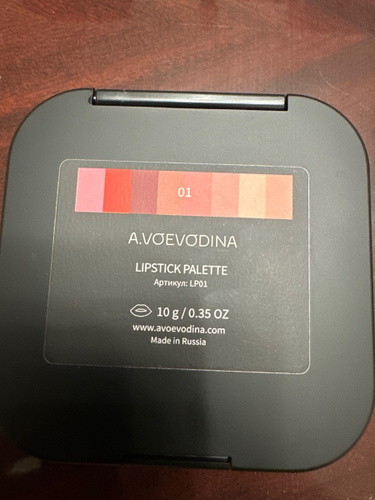 01
A.VOEVODINA
LIPSTICK PALETTE
Артикул: LP01
10 g / 0.35 OZ
www.avoevodina.com
Made in Russia